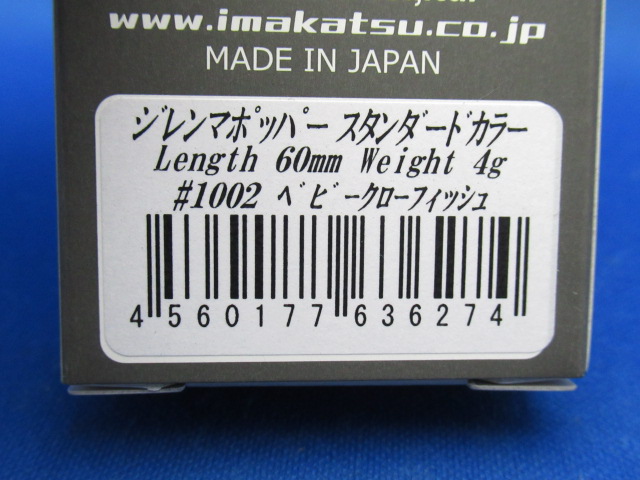 www.imakatsu.co.jp
MADE IN JAPAN
ジレンマポッパー スタンダードカラー
Length 60mm Weight 4g
#1002 ベビークローフィッシュ
4 560177 636274